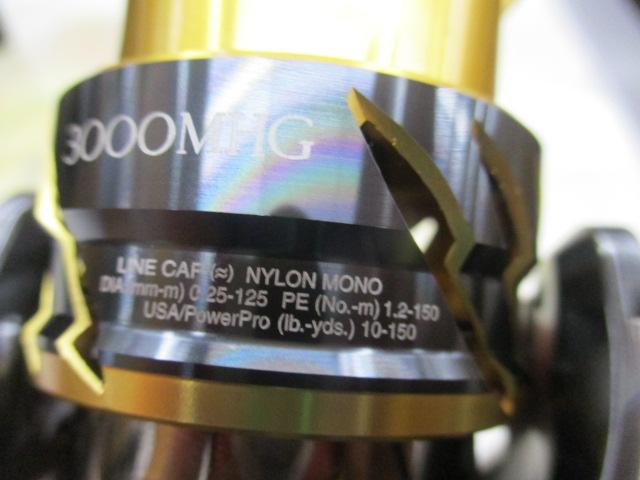 3000MHG
LINE CAP (≈) NYLON MONO
DIA (mm-m) 0.25-125 PE (No.-m) 1.2-150
USA/PowerPro (lb.-yds.) 10-150